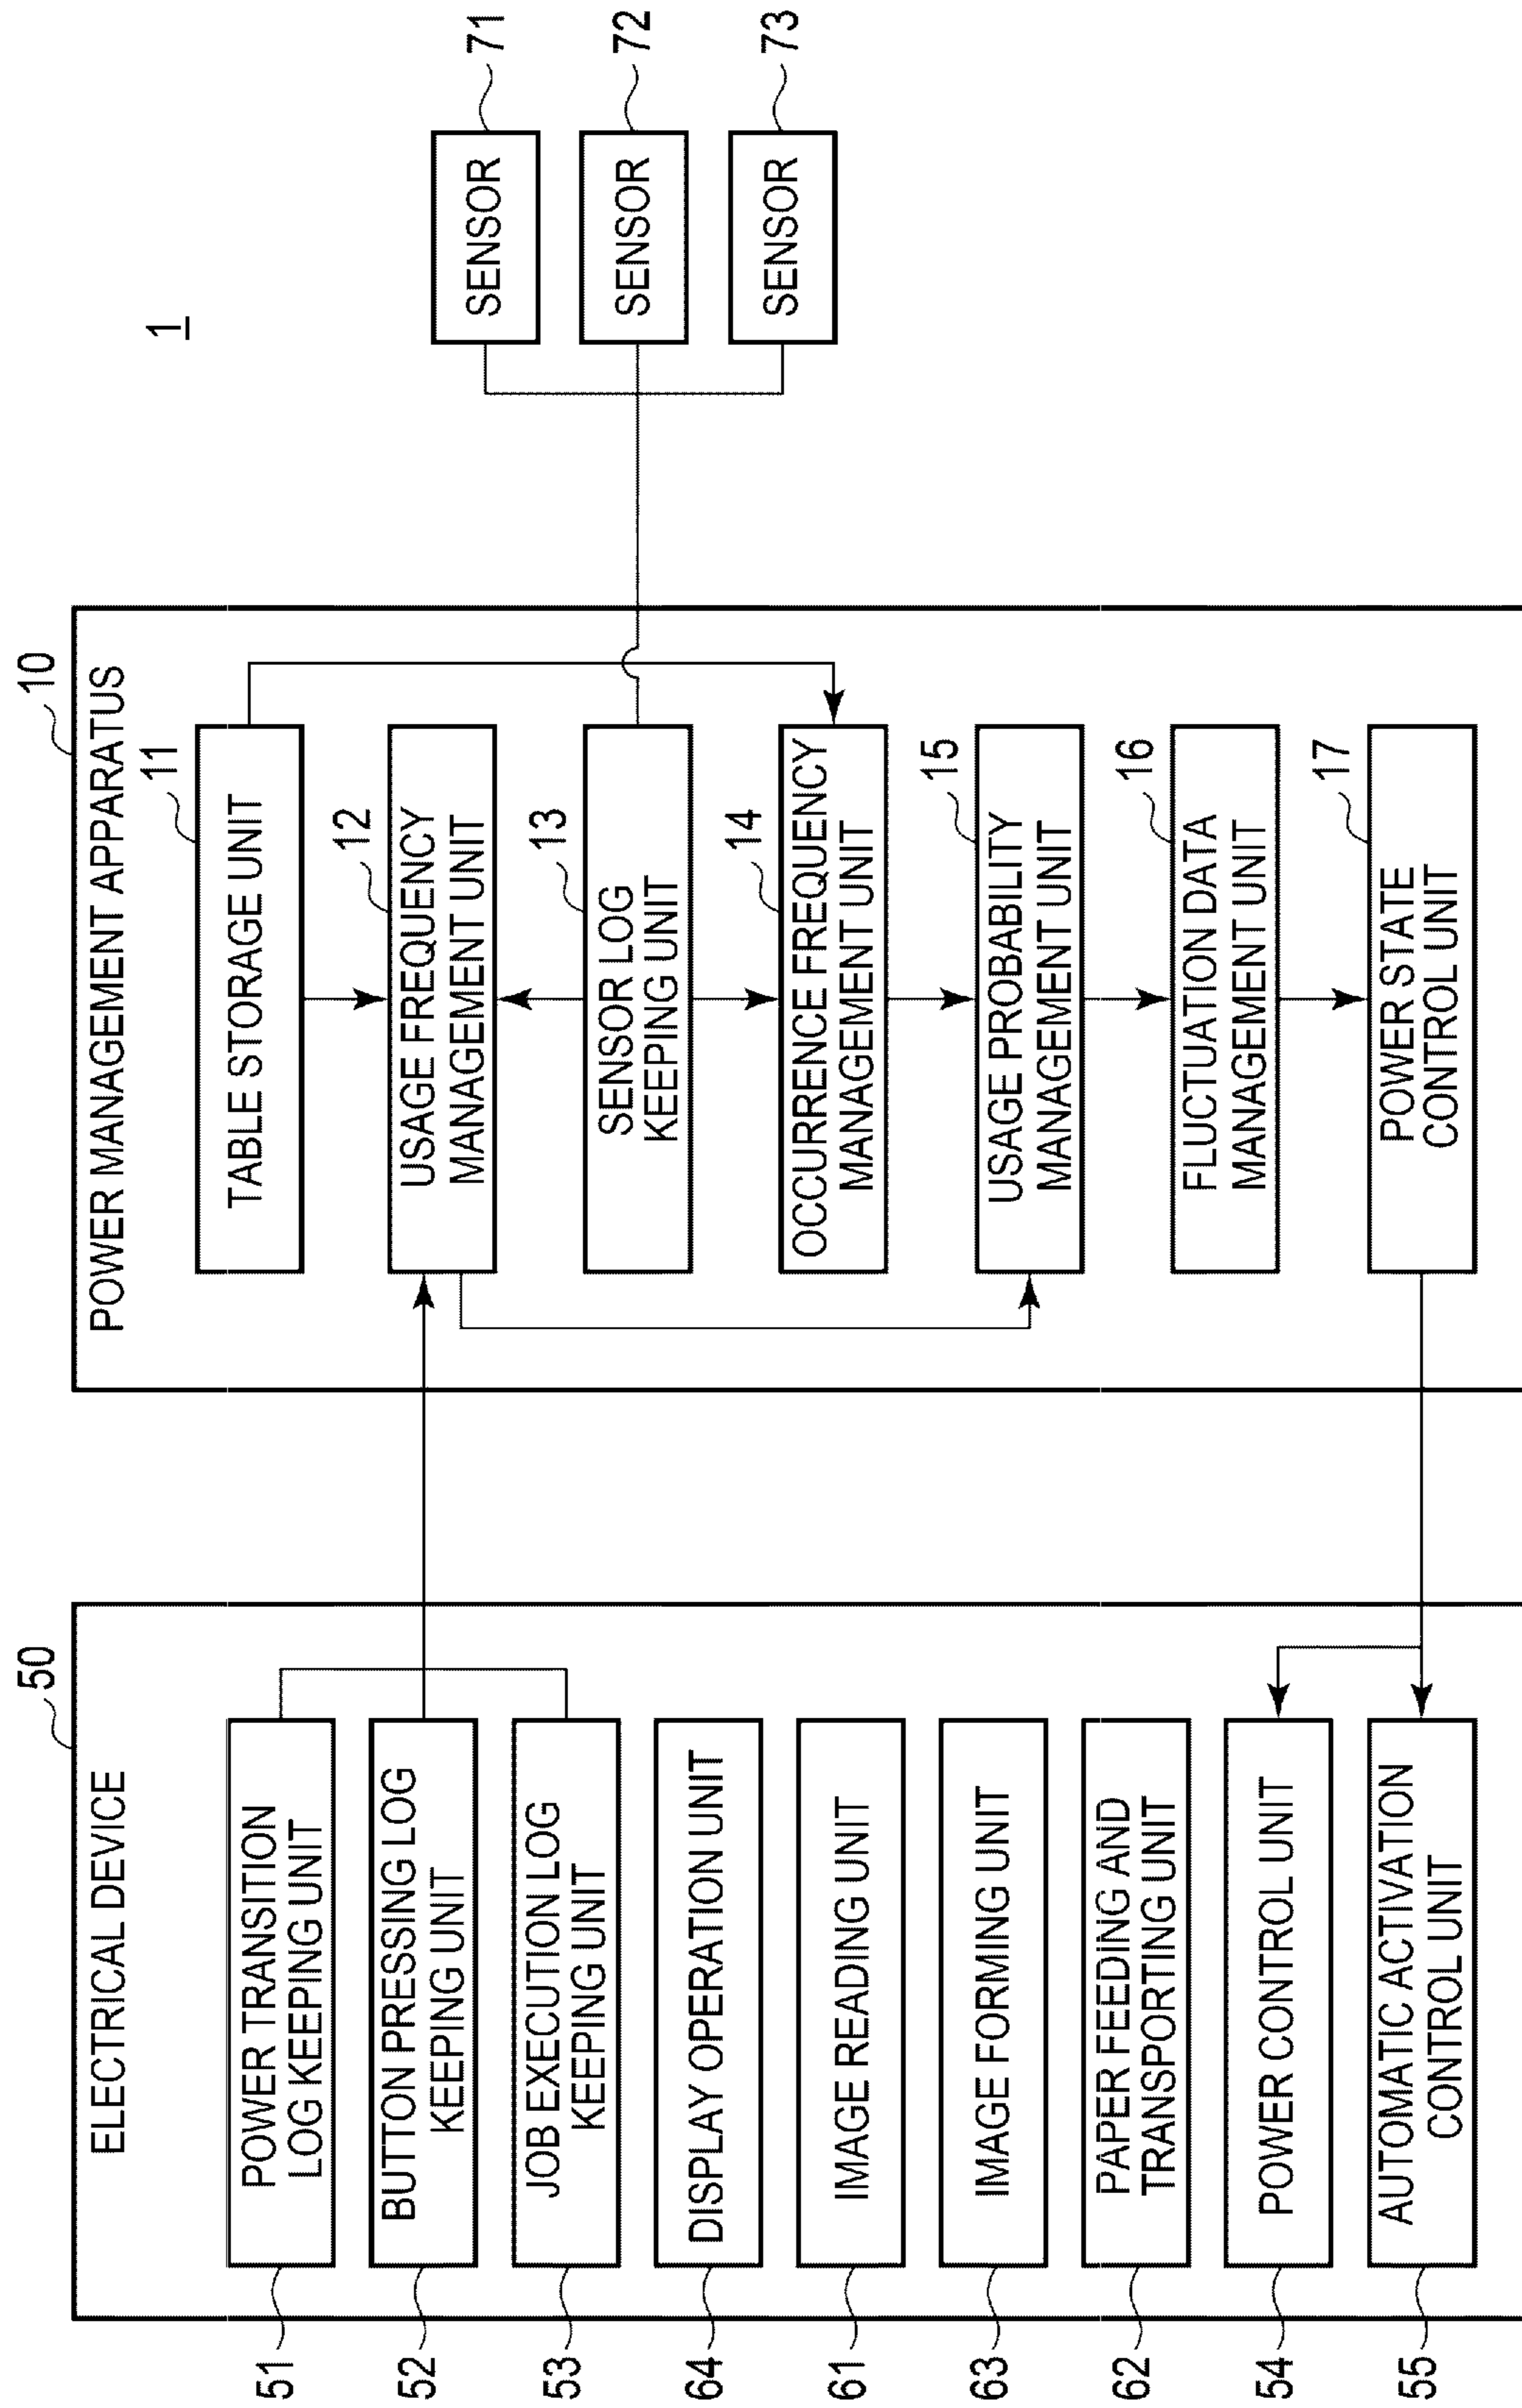 1
50
ELECTRICAL DEVICE
51
POWER TRANSITION
LOG KEEPING UNIT
52
BUTTON PRESSING LOG
KEEPING UNIT
53
JOB EXECUTION LOG
KEEPING UNIT
64
DISPLAY OPERATION UNIT
61
IMAGE READING UNIT
63
IMAGE FORMING UNIT
62
PAPER FEEDING AND
TRANSPORTING UNIT
54
POWER CONTROL UNIT
55
AUTOMATIC ACTIVATION
CONTROL UNIT
10
POWER MANAGEMENT APPARATUS
11
TABLE STORAGE UNIT
12
USAGE FREQUENCY
MANAGEMENT UNIT
13
SENSOR LOG
KEEPING UNIT
14
OCCURRENCE FREQUENCY
MANAGEMENT UNIT
15
USAGE PROBABILITY
MANAGEMENT UNIT
16
FLUCTUATION DATA
MANAGEMENT UNIT
17
POWER STATE
CONTROL UNIT
SENSOR
71
SENSOR
72
SENSOR
73